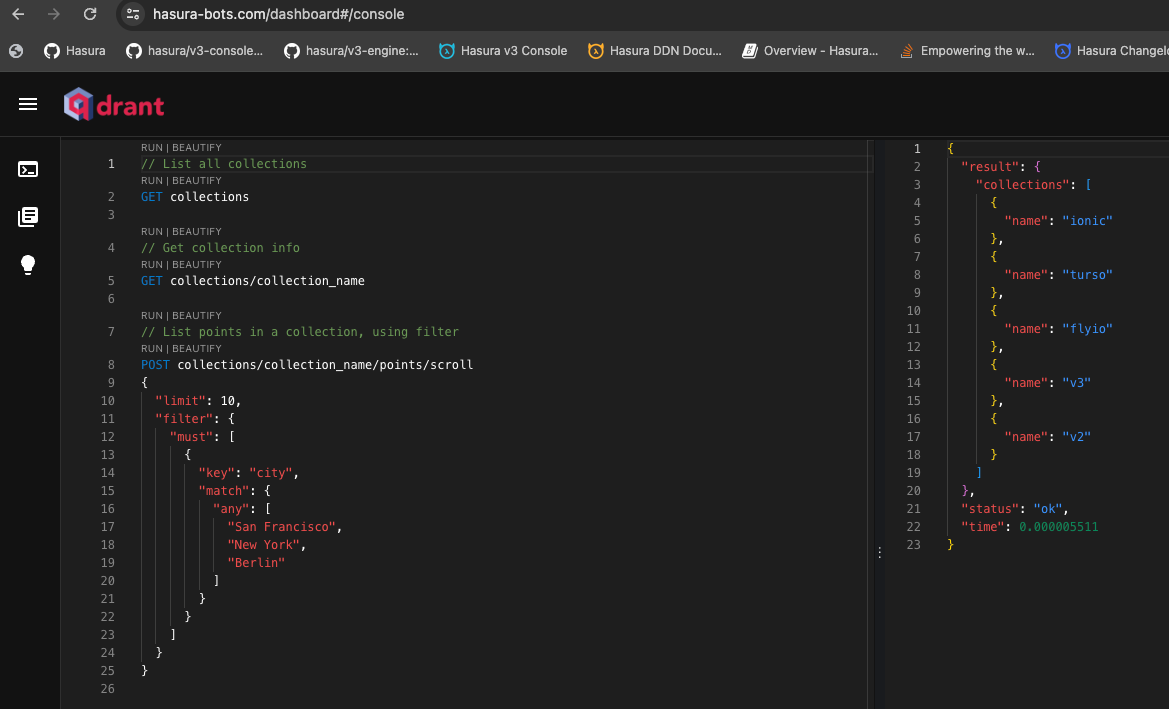 hasura-bots.com/dashboard#/console
Hasura
hasura/v3-console...
hasura/v3-engine:...
Hasura v3 Console
Hasura DDN Docu...
Overview - Hasura...
Empowering the w...
Hasura Changelo
qdrant
RUN | BEAUTIFY
1 // List all collections
RUN | BEAUTIFY
2 GET collections
3
RUN | BEAUTIFY
4 // Get collection info
RUN | BEAUTIFY
5 GET collections/collection_name
6
RUN | BEAUTIFY
7 // List points in a collection, using filter
RUN | BEAUTIFY
8 POST collections/collection_name/points/scroll
9 {
10 "limit": 10,
11 "filter": {
12 "must": [
13 {
14 "key": "city",
15 "match": {
16 "any": [
17 "San Francisco",
18 "New York",
19 "Berlin"
20 ]
21 }
22 }
23 ]
24 }
25 }
26
1 {
2 "result": {
3 "collections": [
4 {
5 "name": "ionic"
6 },
7 {
8 "name": "turso"
9 },
10 {
11 "name": "flyio"
12 },
13 {
14 "name": "v3"
15 },
16 {
17 "name": "v2"
18 }
19 ]
20 },
21 "status": "ok",
22 "time": 0.000005511
23 }